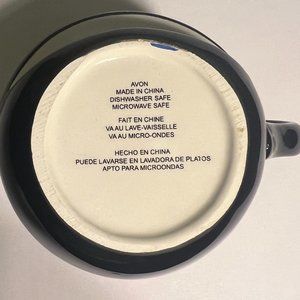 AVON
MADE IN CHINA
DISHWASHER SAFE
MICROWAVE SAFE
FAIT EN CHINE
VA AU LAVE-VAISSELLE
VA AU MICRO-ONDES
HECHO EN CHINA
PUEDE LAVARSE EN LAVADORA DE PLATOS
APTO PARA MICROONDAS